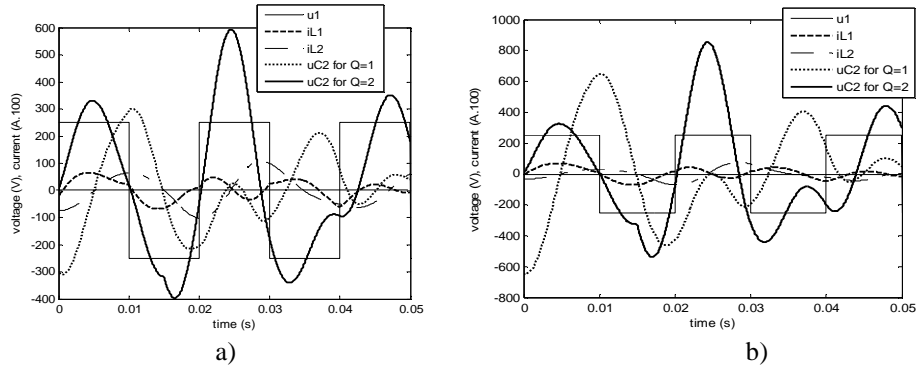 voltage (V), current (A.100)
600
500
400
300
200
100
0
-100
-200
-300
-400
0
0.01
0.02
0.03
0.04
0.05
time (s)
u1
iL1
iL2
uC2 for Q=1
uC2 for Q=2
a)
voltage (V), current (A.100)
1000
800
600
400
200
0
-200
-400
-600
-800
0
0.01
0.02
0.03
0.04
0.05
time (s)
u1
iL1
iL2
uC2 for Q=1
uC2 for Q=2
b)